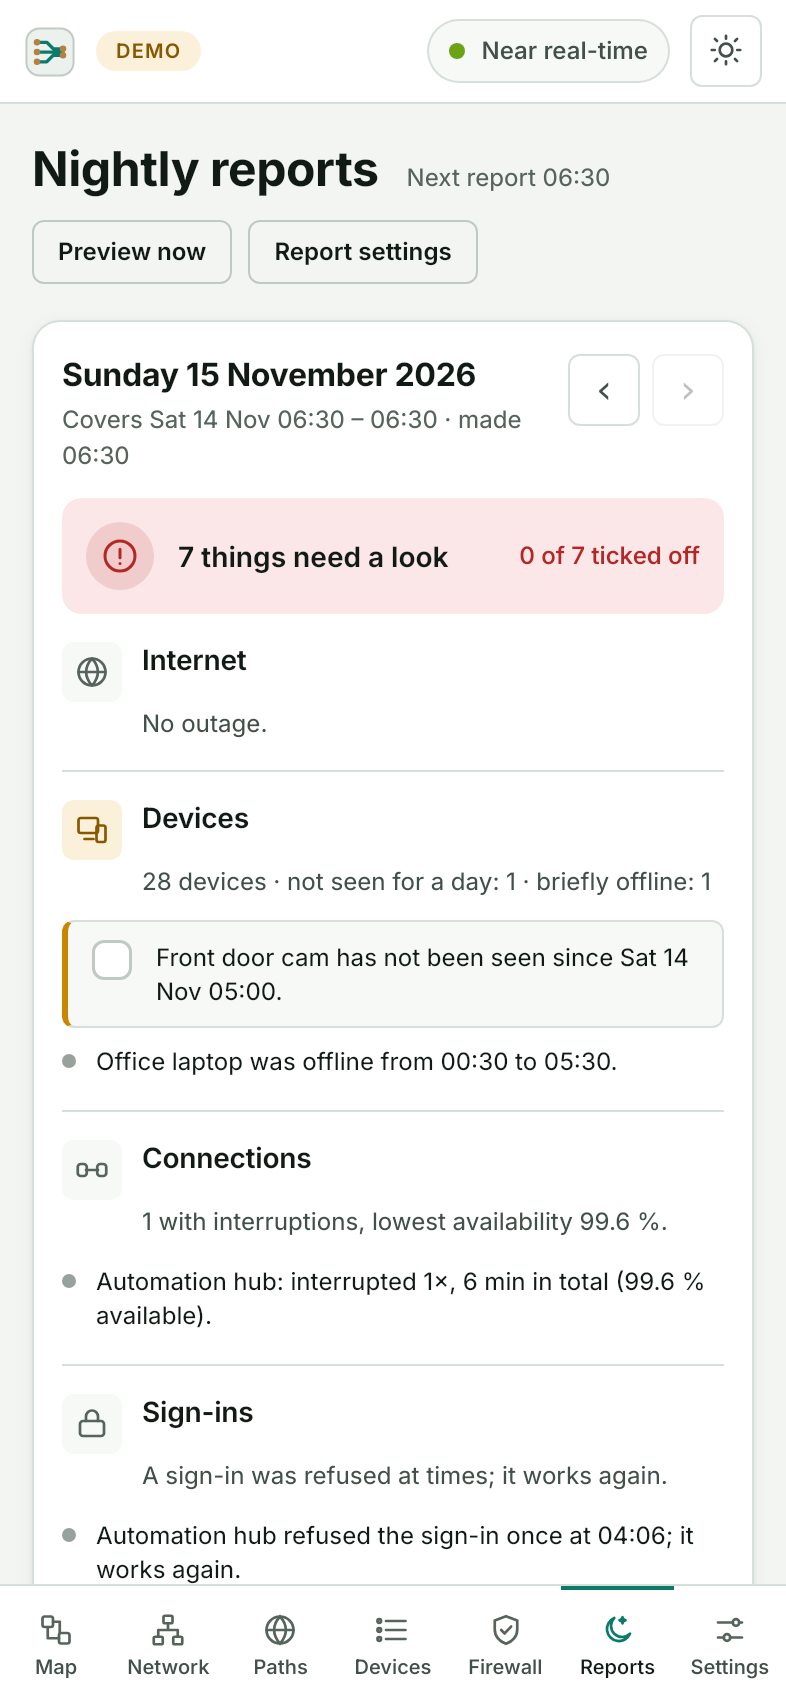 DEMO
Near real-time
Nightly reports
Next report 06:30
Preview now
Report settings
Sunday 15 November 2026
Covers Sat 14 Nov 06:30 – 06:30 · made
06:30
7 things need a look
0 of 7 ticked off
Internet
No outage.
Devices
28 devices · not seen for a day: 1 · briefly offline: 1
Front door cam has not been seen since Sat 14
Nov 05:00.
Office laptop was offline from 00:30 to 05:30.
Connections
1 with interruptions, lowest availability 99.6 %.
Automation hub: interrupted 1×, 6 min in total (99.6 %
available).
Sign-ins
A sign-in was refused at times; it works again.
Automation hub refused the sign-in once at 04:06; it
works again.
Map
Network
Paths
Devices
Firewall
Reports
Settings